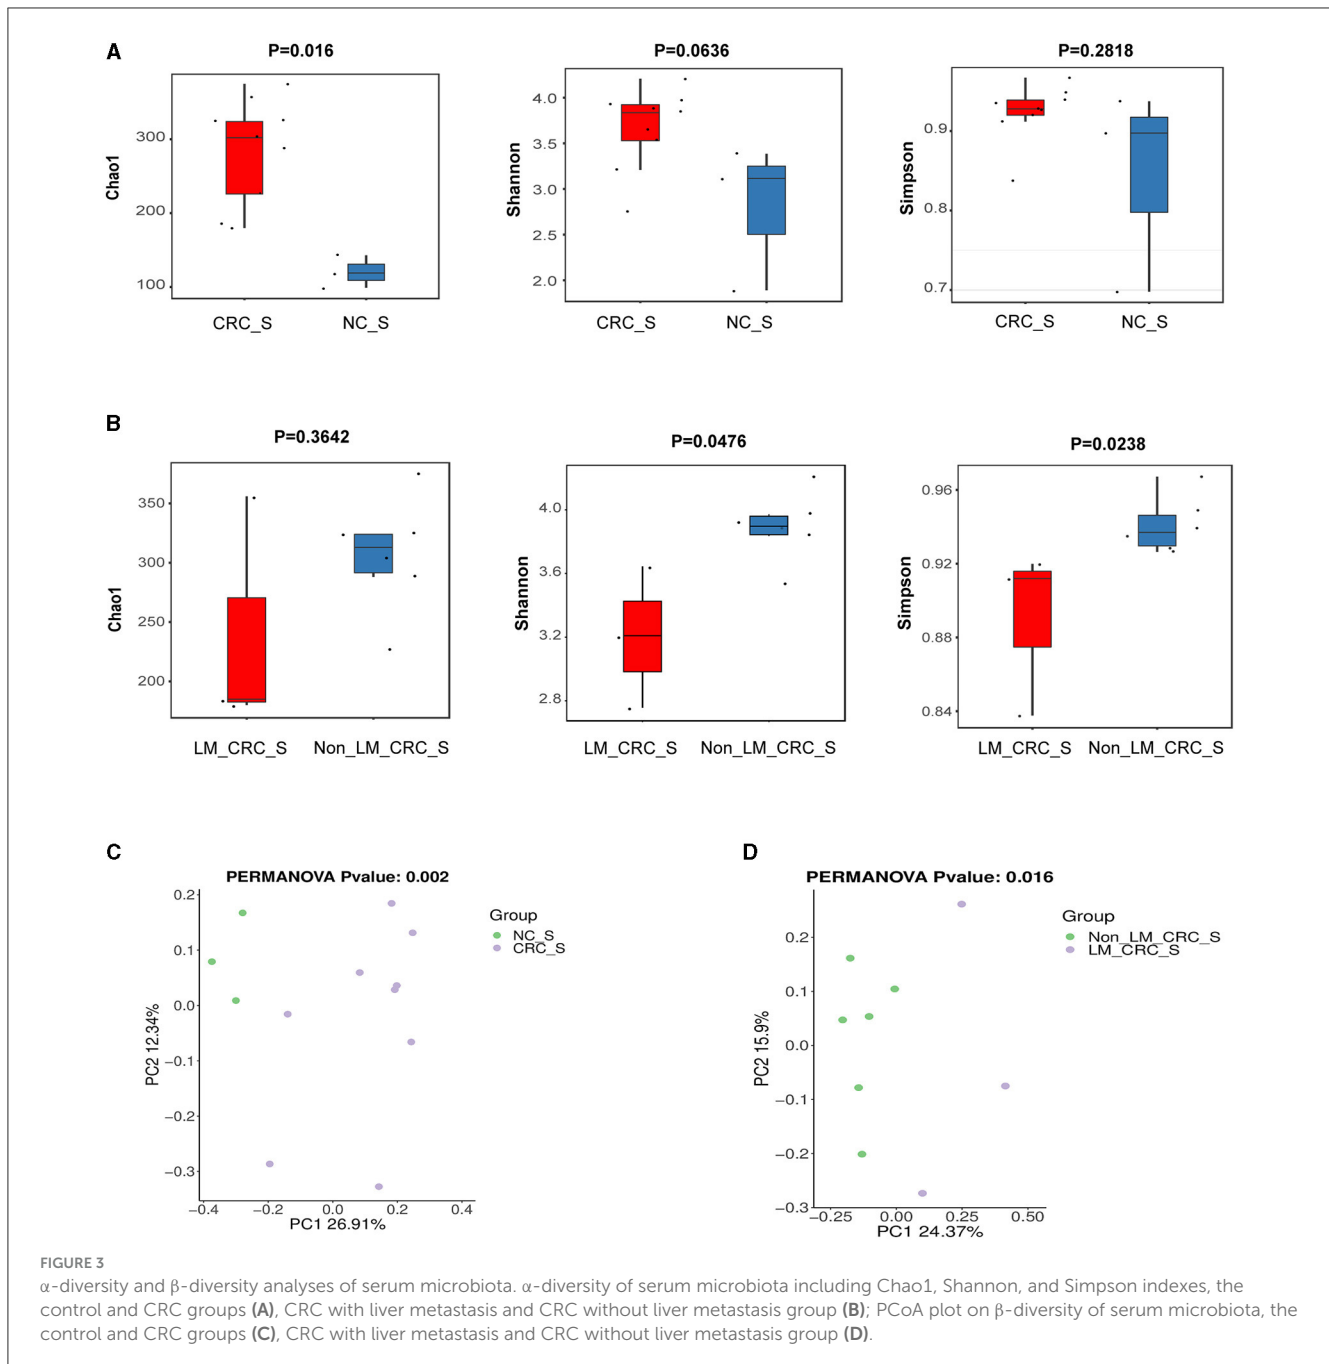 A
P=0.016
P=0.0636
P=0.2818
Chao1
300
200
100
CRC_S
NC_S
Shannon
4.0
3.5
3.0
2.5
2.0
CRC_S
NC_S
Simpson
0.9
0.8
0.7
CRC_S
NC_S
B
P=0.3642
P=0.0476
P=0.0238
Chao1
350
300
250
200
LM_CRC_S
Non_LM_CRC_S
Shannon
4.0
3.6
3.2
2.8
LM_CRC_S
Non_LM_CRC_S
Simpson
0.96
0.92
0.88
0.84
LM_CRC_S
Non_LM_CRC_S
C
PERMANOVA Pvalue: 0.002
PC2 12.34%
0.2
0.1
0.0
−0.1
−0.2
−0.3
−0.4
−0.2
0.0
0.2
0.4
PC1 26.91%
Group
NC_S
CRC_S
D
PERMANOVA Pvalue: 0.016
PC2 15.9%
0.2
0.1
0.0
−0.1
−0.2
−0.3
−0.25
0.00
0.25
0.50
PC1 24.37%
Group
Non_LM_CRC_S
LM_CRC_S
FIGURE 3
α-diversity and β-diversity analyses of serum microbiota. α-diversity of serum microbiota including Chao1, Shannon, and Simpson indexes, the
control and CRC groups (A), CRC with liver metastasis and CRC without liver metastasis group (B); PCoA plot on β-diversity of serum microbiota, the
control and CRC groups (C), CRC with liver metastasis and CRC without liver metastasis group (D).